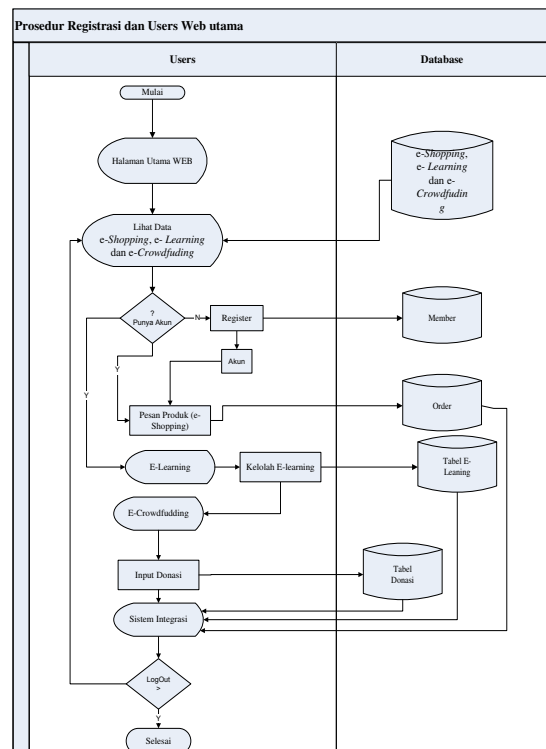 Prosedur Registrasi dan Users Web utama
Users
Database
Mulai
Halaman Utama WEB
e-Shopping,
e- Learning
dan e-
Crowdfudin
g
Lihat Data
e-Shopping, e- Learning
dan e-Crowdfuding
?
Punya Akun
N
Register
Member
Akun
Y
Y
Pesan Produk (e-
Shopping)
Order
E-Learning
Kelolah E-learning
Tabel E-
Leaning
E-Crowdfudding
Input Donasi
Tabel
Donasi
Sistem Integrasi
LogOut
>
Y
Selesai